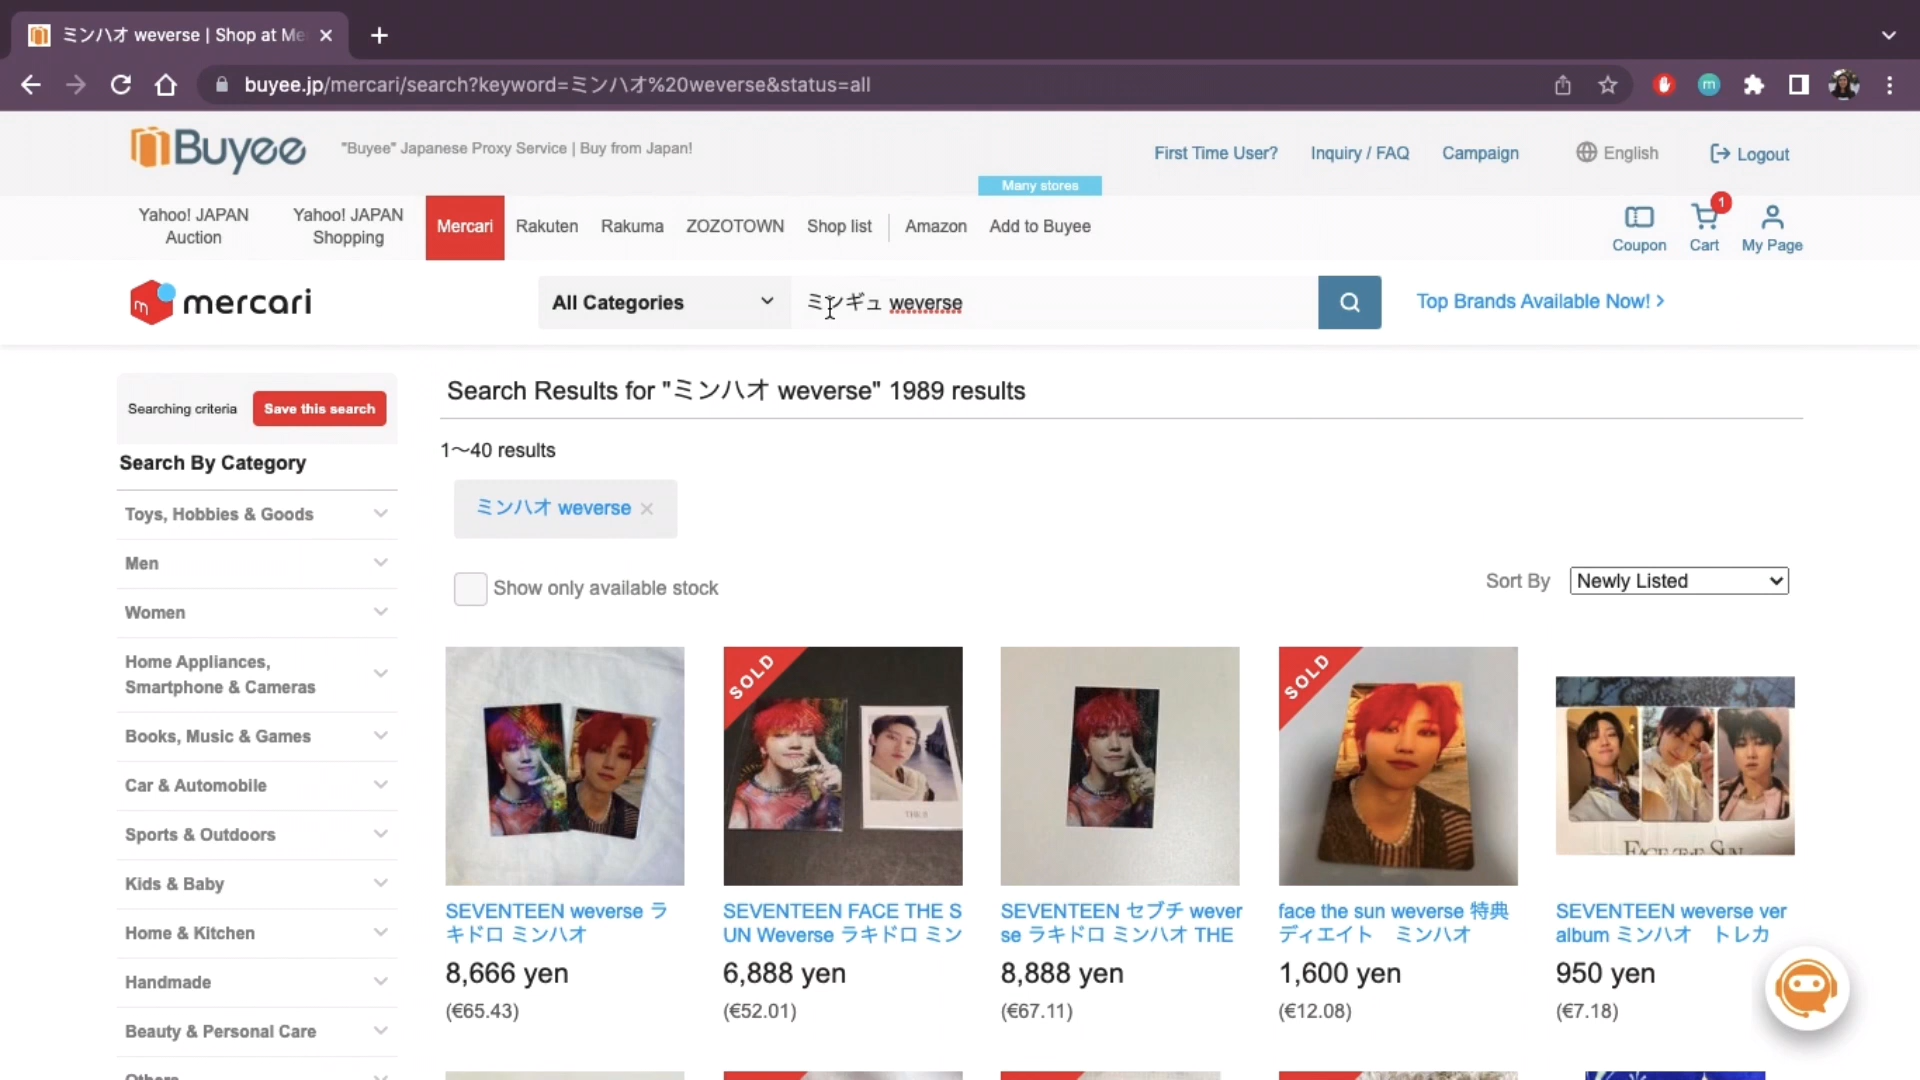 ミンハオ weverse | Shop at Me
buyee.jp/mercari/search?keyword=ミンハオ%20weverse&status=all
Buyee
"Buyee" Japanese Proxy Service | Buy from Japan!
First Time User?
Inquiry / FAQ
Campaign
English
Logout
Many stores
Yahoo! JAPAN
Auction
Yahoo! JAPAN
Shopping
Mercari
Rakuten
Rakuma
ZOZOTOWN
Shop list
Amazon
Add to Buyee
Coupon
1
Cart
My Page
mercari
All Categories
ミンギュ weverse
Top Brands Available Now!
Searching criteria
Save this search
Search Results for "ミンハオ weverse" 1989 results
1～40 results
Search By Category
ミンハオ weverse
Toys, Hobbies & Goods
Men
Women
Home Appliances,
Smartphone & Cameras
Books, Music & Games
Car & Automobile
Sports & Outdoors
Kids & Baby
Home & Kitchen
Handmade
Beauty & Personal Care
Others
Show only available stock
Sort By
Newly Listed
SOLD
THE 8
SOLD
FACE THE SUN
SEVENTEEN weverse ラ
キドロ ミンハオ
8,666 yen
(€65.43)
SEVENTEEN FACE THE S
UN Weverse ラキドロ ミン
6,888 yen
(€52.01)
SEVENTEEN セブチ wever
se ラキドロ ミンハオ THE
8,888 yen
(€67.11)
face the sun weverse 特典
ディエイト　ミンハオ
1,600 yen
(€12.08)
SEVENTEEN weverse ver
album ミンハオ　トレカ
950 yen
(€7.18)